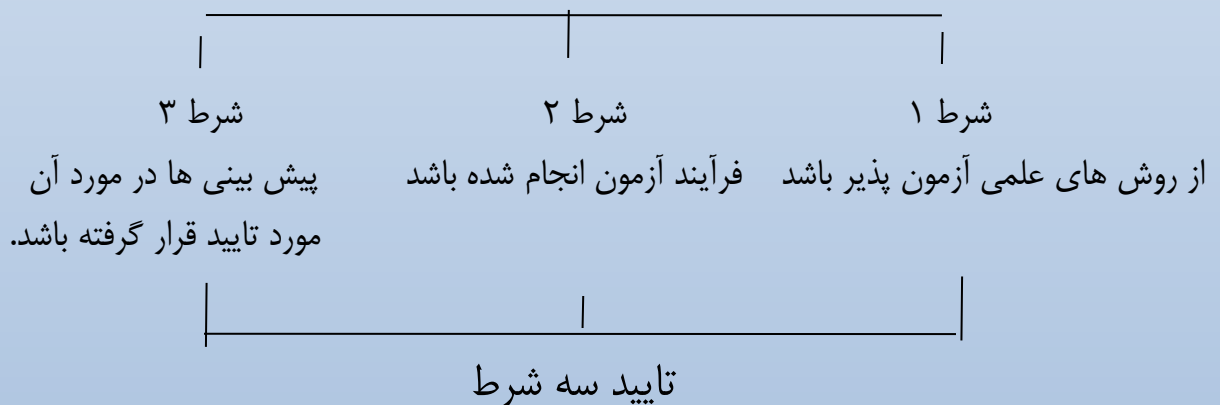 شرط ۱
شرط ۲
شرط ۳
از روش های علمی آزمون پذیر باشد
فرآیند آزمون انجام شده باشد
پیش بینی ها در مورد آن
مورد تایید قرار گرفته باشد.
تایید سه شرط